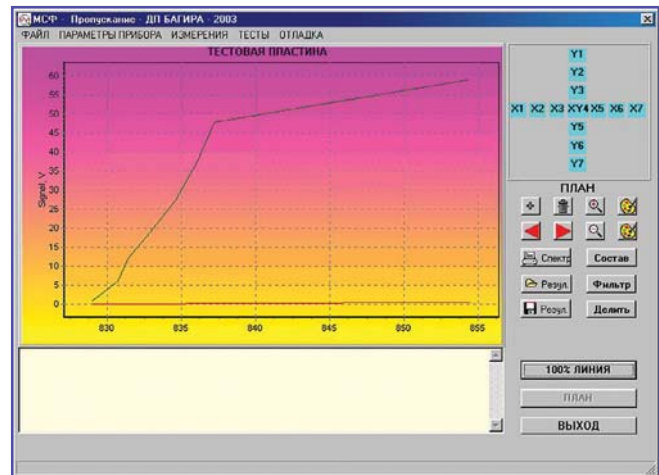 МСФ - Пропускание - ДП БАГИРА - 2003
ФАЙЛ ПАРАМЕТРЫ ПРИБОРА ИЗМЕРЕНИЯ ТЕСТЫ ОТЛАДКА
ТЕСТОВАЯ ПЛАСТИНА
Signal, V
60
55
50
45
40
35
30
25
20
15
10
5
0
830 835 840 845 850 855
Y1
Y2
Y3
X1 X2 X3 XY4 X5 X6 X7
Y5
Y6
Y7
ПЛАН
Спектр Состав
Резул. Фильтр
Резул. Делить
100% ЛИНИЯ
ПЛАН
ВЫХОД